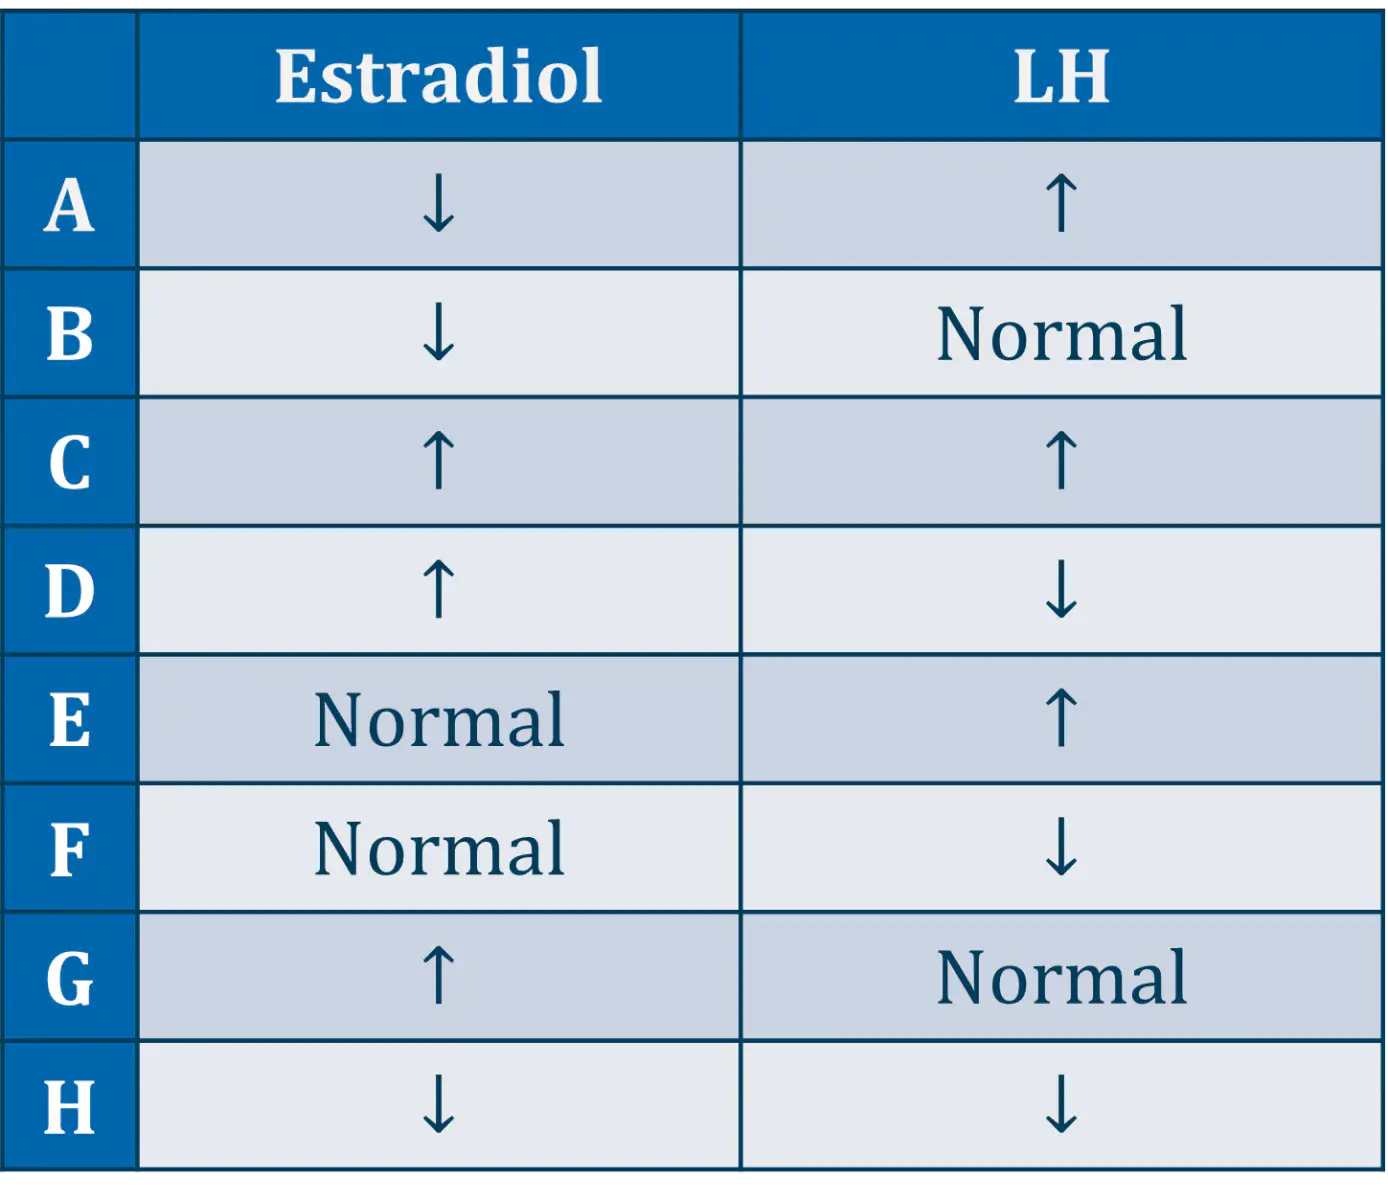 Estradiol LH
A ↓ ↑
B ↓ Normal
C ↑ ↑
D ↑ ↓
E Normal ↑
F Normal ↓
G ↑ Normal
H ↓ ↓